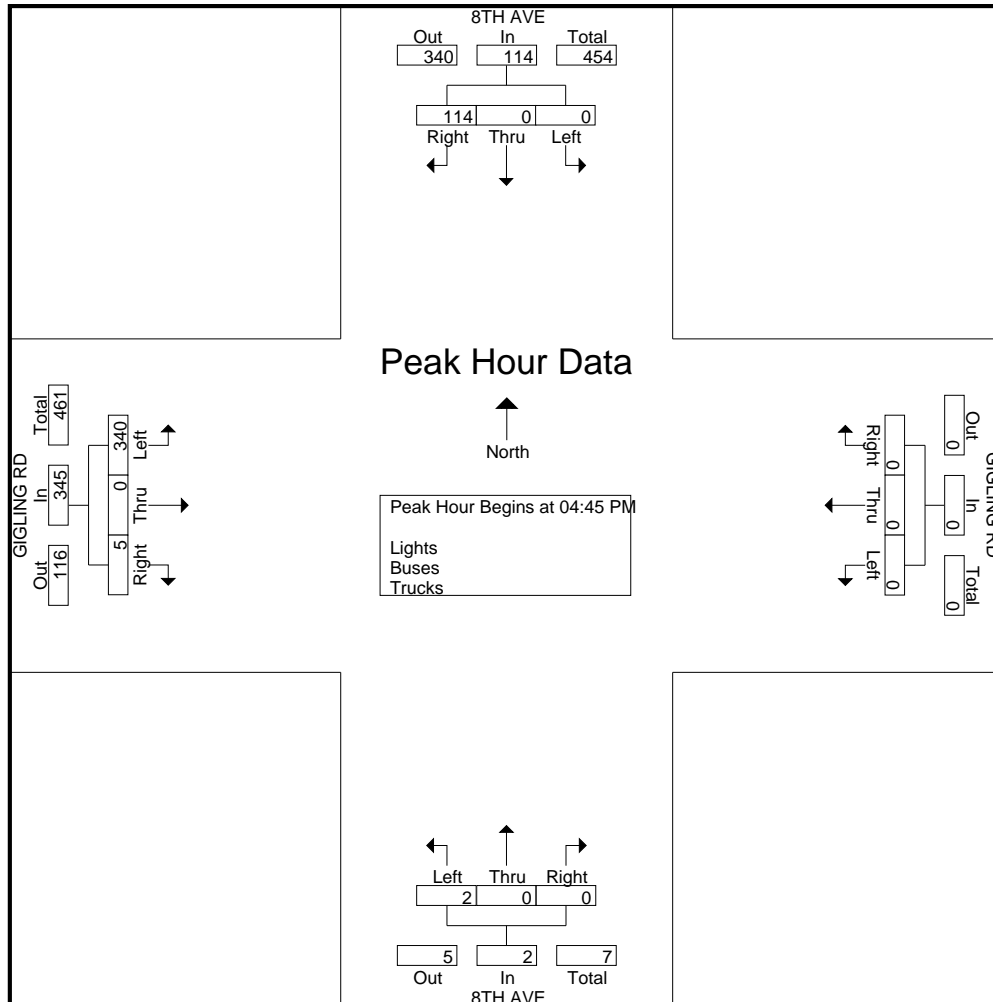 8TH AVE
Out In Total
340 114 454
114 0 0
Right Thru Left
Peak Hour Data
North
Peak Hour Begins at 04:45 PM
Lights
Buses
Trucks
GIGLING RD
Out In Total
116 345 461
Right Thru Left
5 0 340
GIGLING RD
Out In Total
0 0 0
Right Thru Left
0 0 0
Left Thru Right
2 0 0
5 2 7
Out In Total
8TH AVE